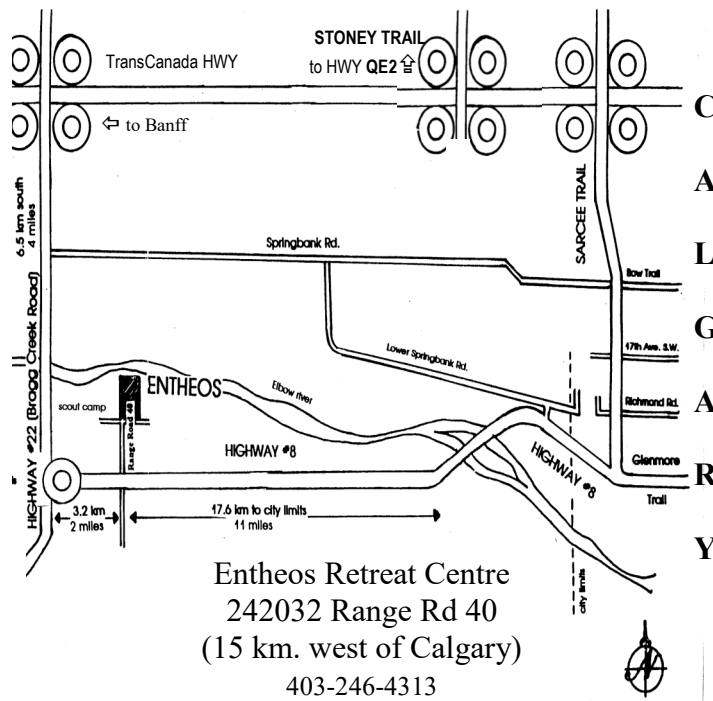 STONEY TRAIL
TransCanada HWY
to HWY QE2
to Banff
C
A
L
G
A
R
Y
6.5 km south
4 miles
SARCEE TRAIL
Springbank Rd.
Bow Trail
HIGHWAY #22 (Bragg Creek Road)
17th Ave. S.W.
Lower Springbank Rd.
ENTHEOS
Elbow river
scout camp
Richmond Rd.
Range Road 40
HIGHWAY #8
HIGHWAY #8
Glenmore
Trail
3.2 km
2 miles
17.6 km to city limits
11 miles
city limits
Entheos Retreat Centre
242032 Range Rd 40
(15 km. west of Calgary)
403-246-4313
N